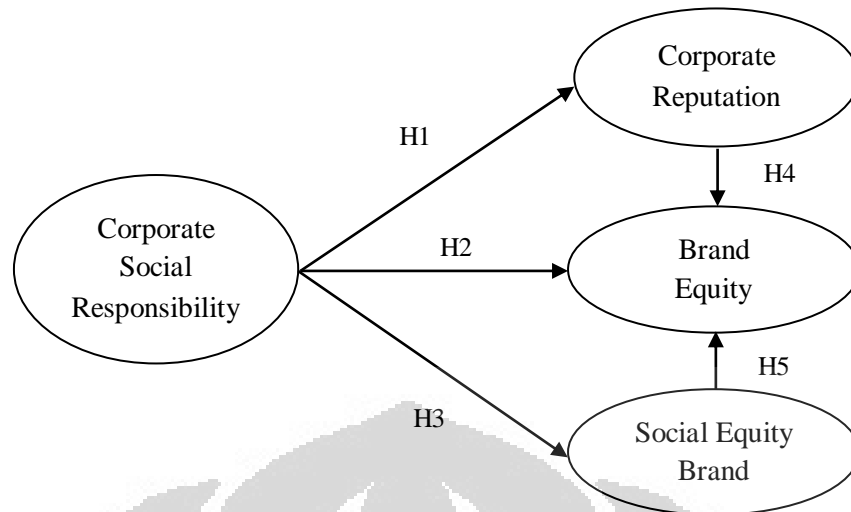 Corporate
Reputation
H1
H4
Corporate
Social
Responsibility
H2
Brand
Equity
H5
H3
Social Equity
Brand